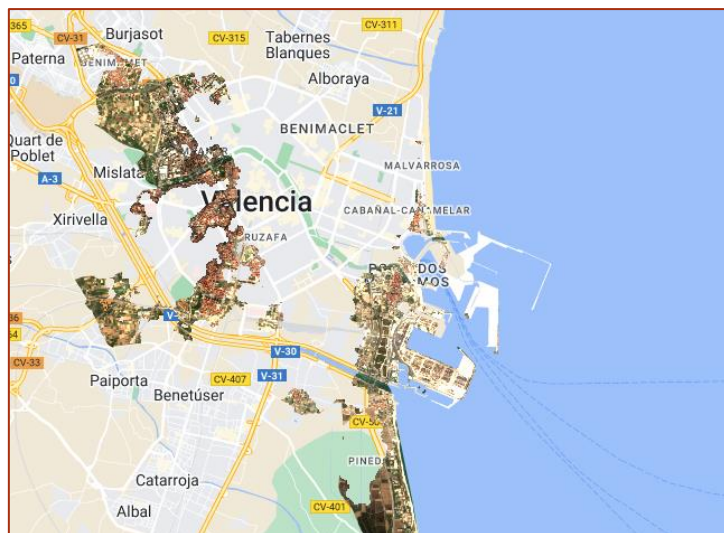 365
CV-31
Burjasot
CV-315
Tabernes
Blanques
CV-311
Paterna
Alboraya
V-21
BENIMACLET
Quart de
Poblet
Mislata
MALVARROSA
A-3
Xirivella
Valencia
CABAÑAL-CAÑAMELAR
RUZAFA
V-30
CV-33
Paiporta
CV-407
V-31
Benetúser
CV-50
PINED
Catarroja
CV-401
Albal